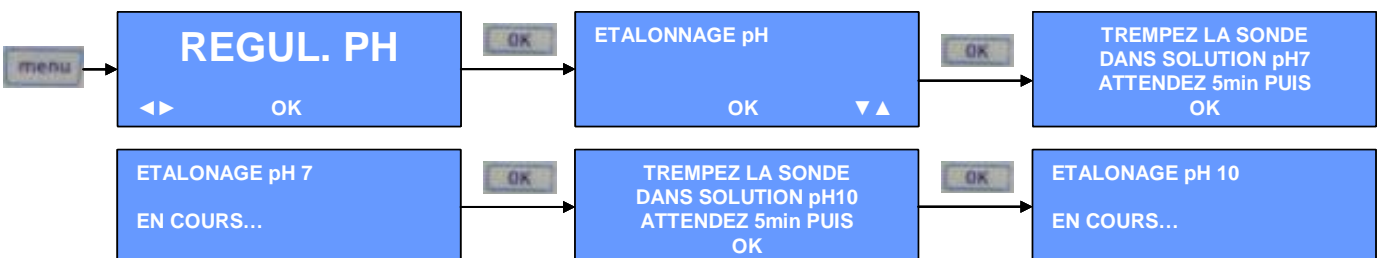 menu
REGUL. PH
◄► OK
OK
ETALONNAGE pH
OK ▼▲
OK
TREMPEZ LA SONDE
DANS SOLUTION pH7
ATTENDEZ 5min PUIS
OK
ETALONAGE pH 7
EN COURS…
OK
TREMPEZ LA SONDE
DANS SOLUTION pH10
ATTENDEZ 5min PUIS
OK
OK
ETALONAGE pH 10
EN COURS…